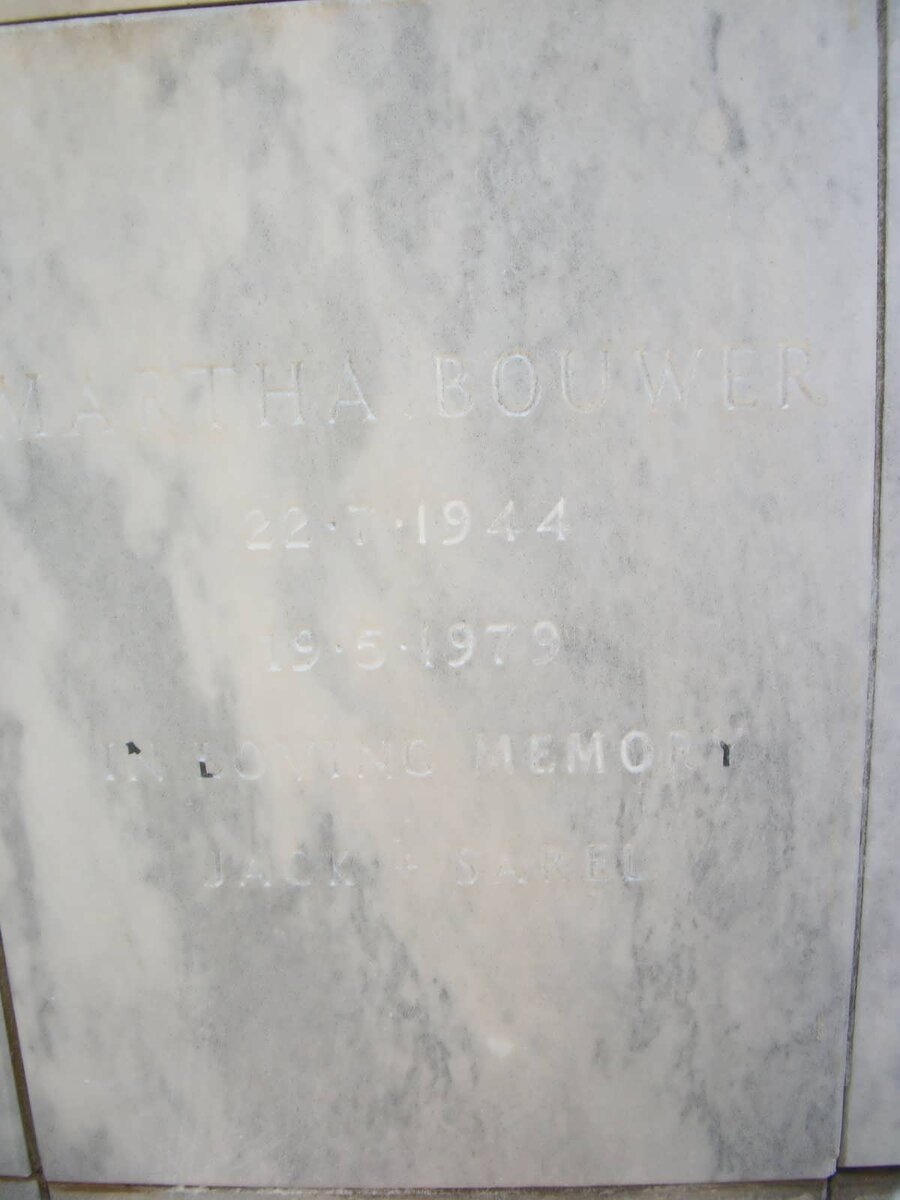 MARTHA BOUWER
22·7·1944
19·5·1979
IN LOVING MEMORY
JACK + SAREL